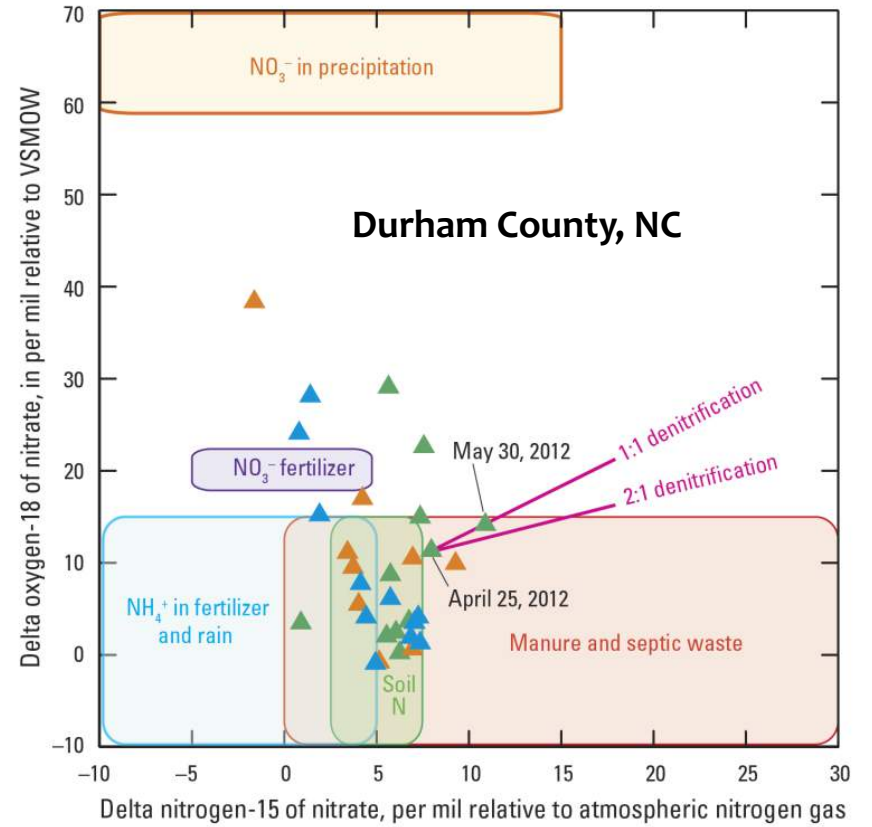 70
NO₃⁻ in precipitation
60
50
Durham County, NC
40
30
May 30, 2012
1:1 denitrification
NO₃⁻ fertilizer
20
2:1 denitrification
10
April 25, 2012
NH₄⁺ in fertilizer
and rain
Manure and septic waste
0
Soil
N
–10
–10
–5
0
5
10
15
20
25
30
Delta oxygen-18 of nitrate, in per mil relative to VSMOW
Delta nitrogen-15 of nitrate, per mil relative to atmospheric nitrogen gas